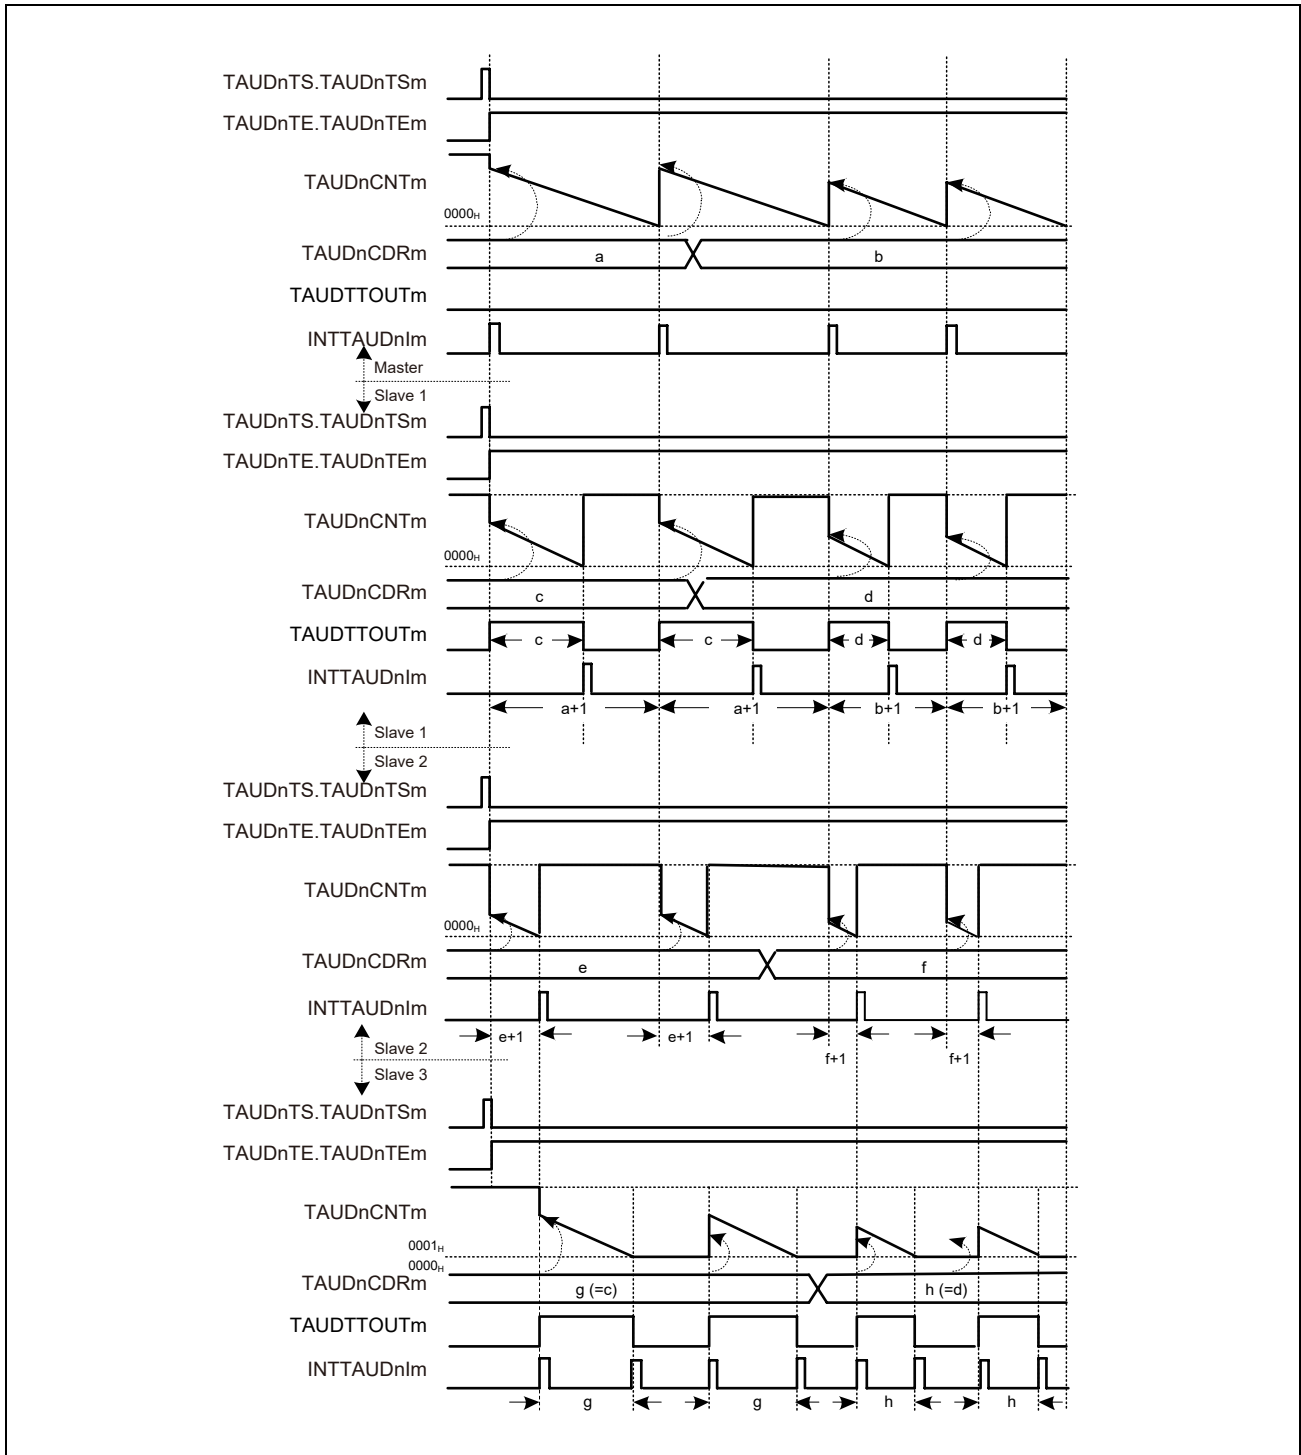 TAUDnTS.TAUDnTSm
TAUDnTE.TAUDnTEm
TAUDnCNTm
0000H
TAUDnCDRm
a
b
TAUDTTOUTm
INTTAUDnIm
Master
Slave 1
TAUDnTS.TAUDnTSm
TAUDnTE.TAUDnTEm
TAUDnCNTm
0000H
TAUDnCDRm
c
d
TAUDTTOUTm
c
c
d
d
INTTAUDnIm
a+1
a+1
b+1
b+1
Slave 1
Slave 2
TAUDnTS.TAUDnTSm
TAUDnTE.TAUDnTEm
TAUDnCNTm
0000H
TAUDnCDRm
e
f
INTTAUDnIm
e+1
e+1
f+1
f+1
Slave 2
Slave 3
TAUDnTS.TAUDnTSm
TAUDnTE.TAUDnTEm
TAUDnCNTm
0001H
0000H
TAUDnCDRm
g (=c)
h (=d)
TAUDTTOUTm
INTTAUDnIm
g
g
h
h